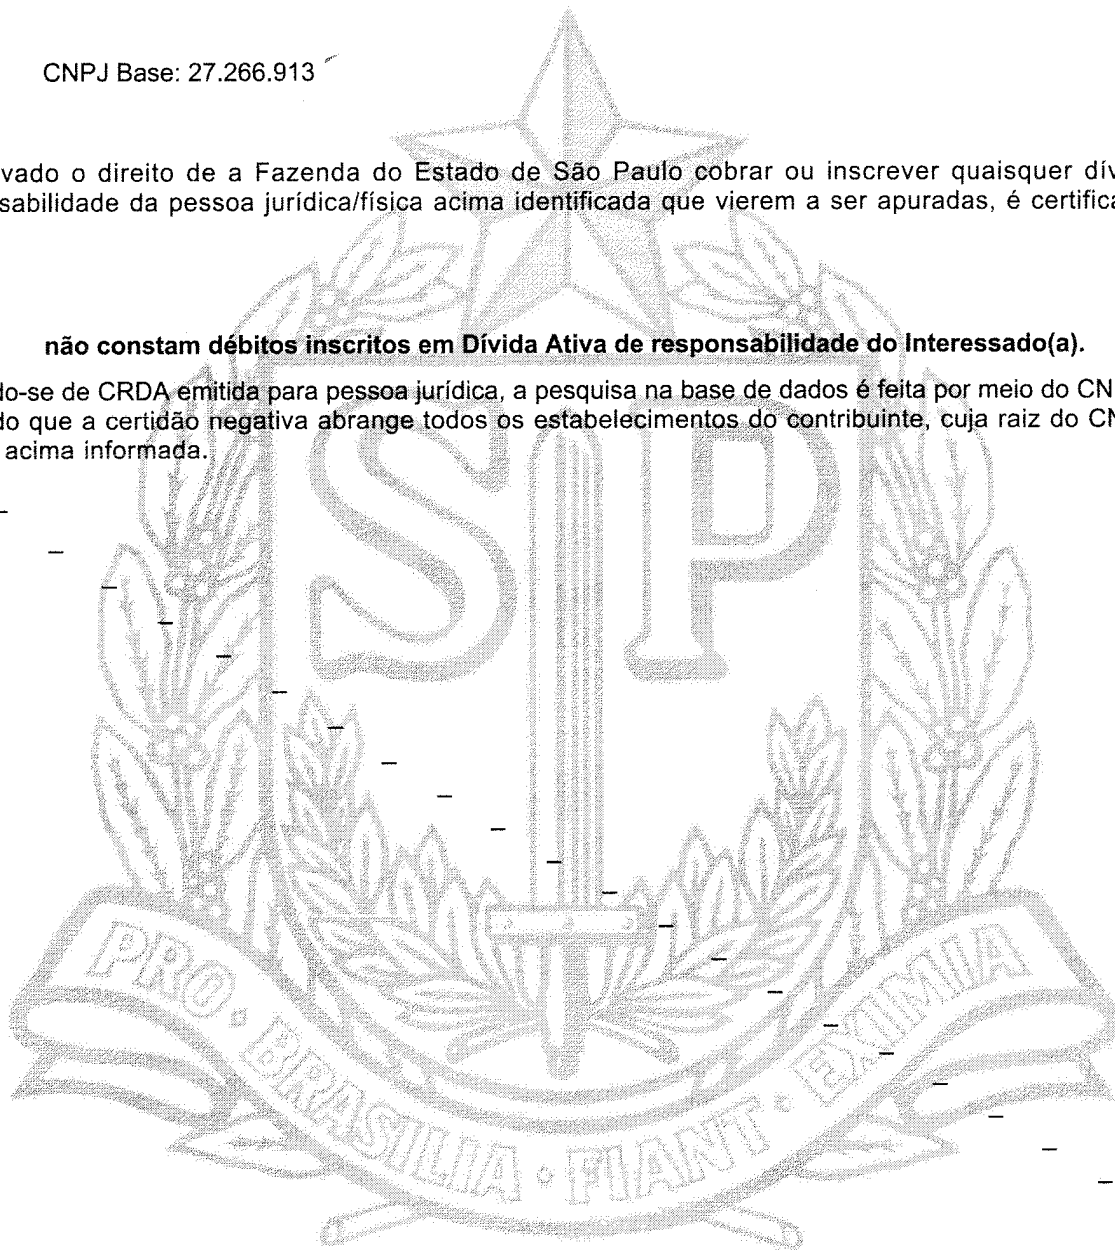 CNPJ Base: 27.266.913
vado o direito de a Fazenda do Estado de São Paulo cobrar ou inscrever quaisquer dív
sabilidade da pessoa jurídica/física acima identificada que vierem a ser apuradas, é certifica
não constam débitos inscritos em Dívida Ativa de responsabilidade do Interessado(a).
do-se de CRDA emitida para pessoa jurídica, a pesquisa na base de dados é feita por meio do CN
do que a certidão negativa abrange todos os estabelecimentos do contribuinte, cuja raiz do CN
acima informada.
SP
PRO · BRASILIA · FIANT · EXIMIA